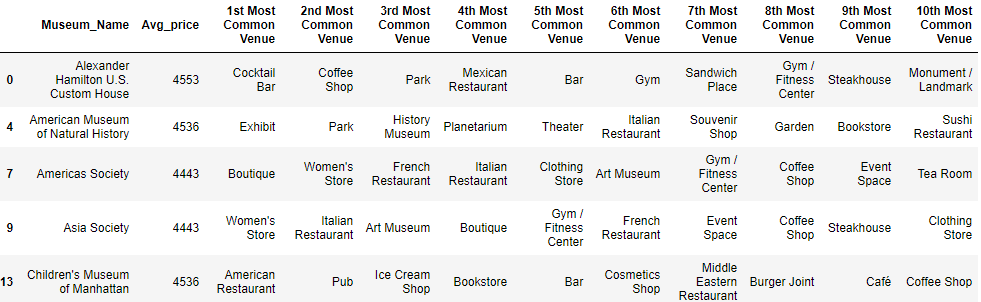 Museum_Name Avg_price 1st Most Common Venue 2nd Most Common Venue 3rd Most Common Venue 4th Most Common Venue 5th Most Common Venue 6th Most Common Venue 7th Most Common Venue 8th Most Common Venue 9th Most Common Venue 10th Most Common Venue
0 Alexander Hamilton U.S. Custom House 4553 Cocktail Bar Coffee Shop Park Mexican Restaurant Bar Gym Sandwich Place Gym / Fitness Center Steakhouse Monument / Landmark
4 American Museum of Natural History 4536 Exhibit Park History Museum Planetarium Theater Italian Restaurant Souvenir Shop Garden Bookstore Sushi Restaurant
7 Americas Society 4443 Boutique Women's Store French Restaurant Italian Restaurant Clothing Store Art Museum Gym / Fitness Center Coffee Shop Event Space Tea Room
9 Asia Society 4443 Women's Store Italian Restaurant Art Museum Boutique Gym / Fitness Center French Restaurant Event Space Coffee Shop Steakhouse Clothing Store
13 Children's Museum of Manhattan 4536 American Restaurant Pub Ice Cream Shop Bookstore Bar Cosmetics Shop Middle Eastern Restaurant Burger Joint Café Coffee Shop